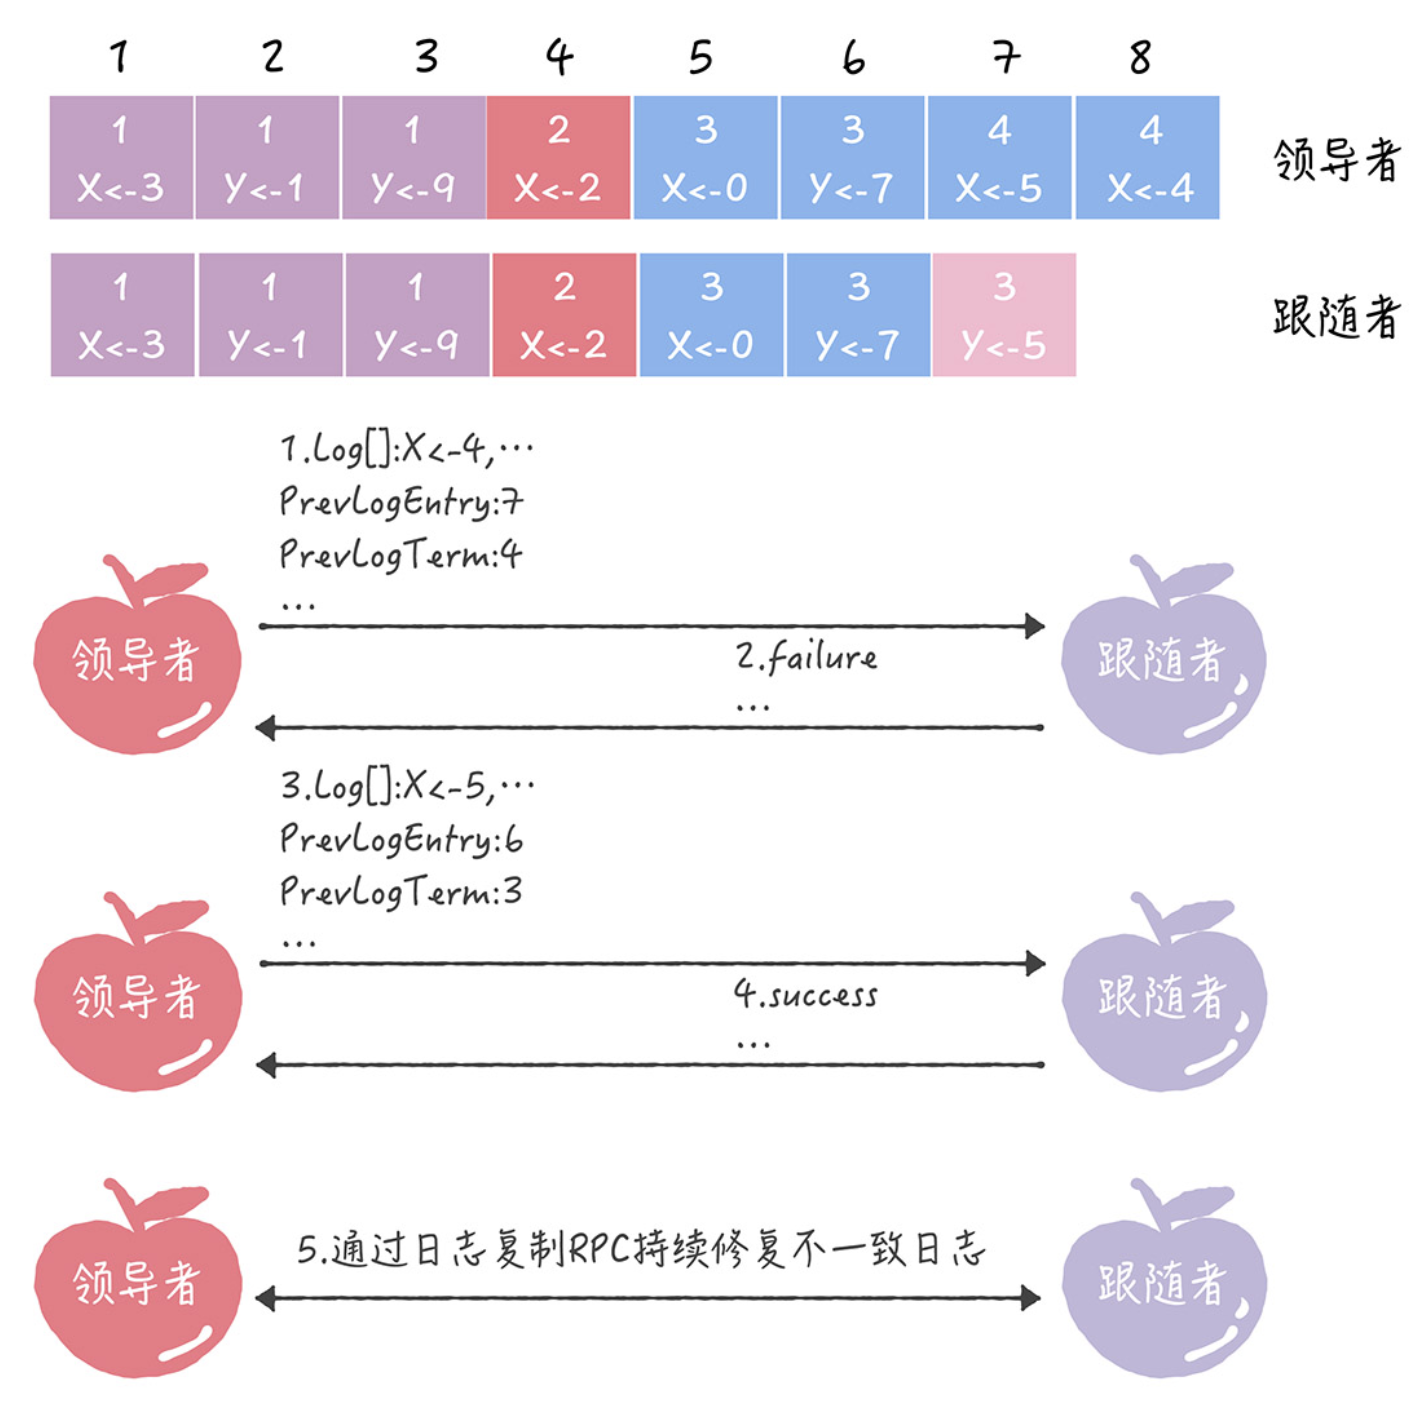 1 2 3 4 5 6 7 8
1 1 1 2 3 3 4 4
X<-3 Y<-1 Y<-9 X<-2 X<-0 Y<-7 X<-5 X<-4
领导者
1 1 1 2 3 3 3
X<-3 Y<-1 Y<-9 X<-2 X<-0 Y<-7 Y<-5
跟随者
1.Log[]:X<-4,…
PrevLogEntry:7
PrevLogTerm:4
…
领导者
2.failure
…
跟随者
3.Log[]:X<-5,…
PrevLogEntry:6
PrevLogTerm:3
…
领导者
4.success
…
跟随者
5.通过日志复制RPC持续修复不一致日志
领导者
跟随者